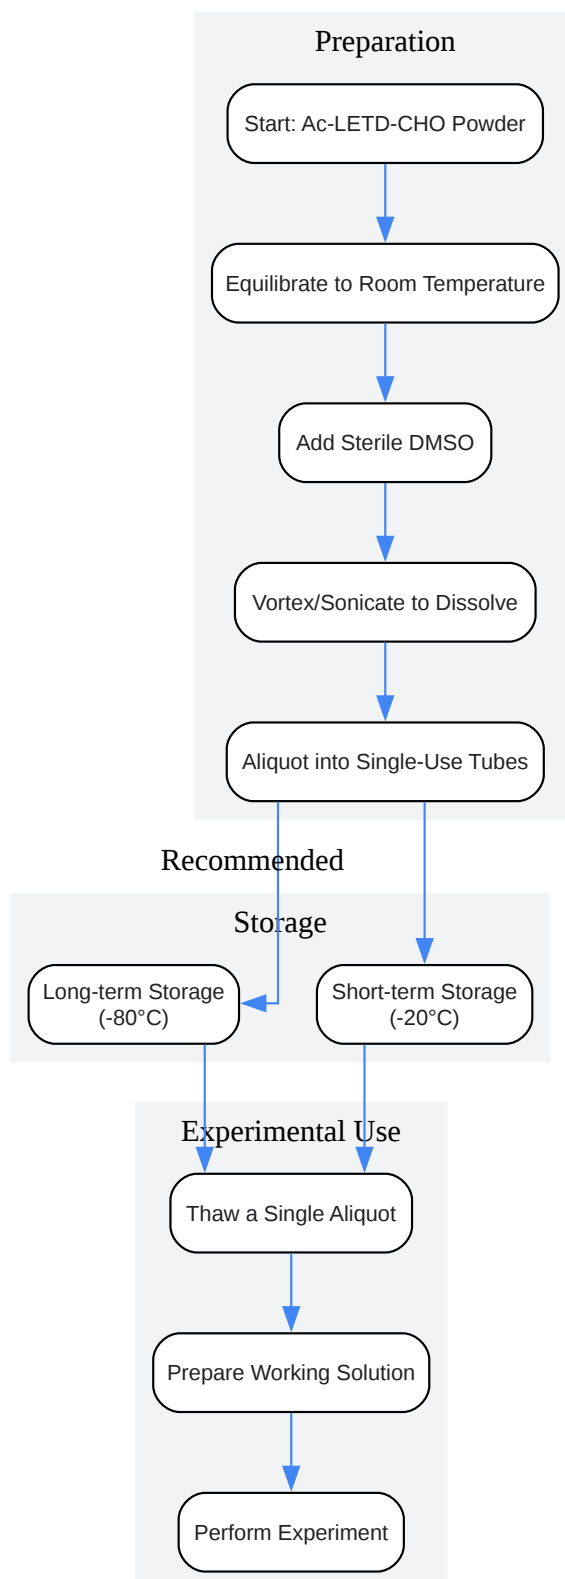 Preparation
Start: Ac-LETD-CHO Powder
Equilibrate to Room Temperature
Add Sterile DMSO
Vortex/Sonicate to Dissolve
Aliquot into Single-Use Tubes
Recommended
Storage
Long-term Storage
(-80°C)
Short-term Storage
(-20°C)
Experimental Use
Thaw a Single Aliquot
Prepare Working Solution
Perform Experiment